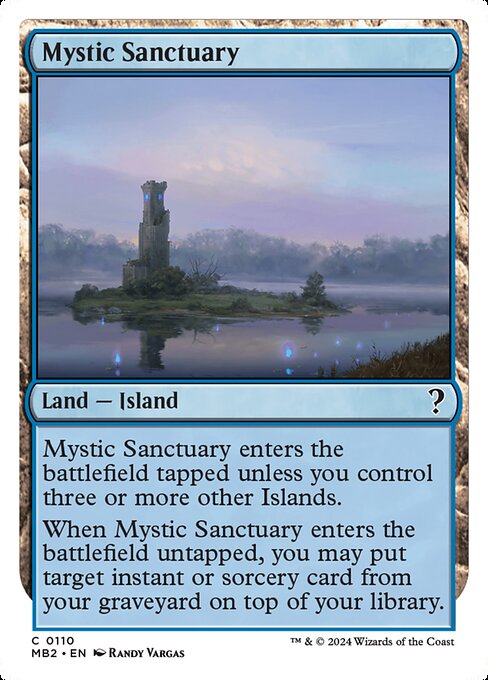 Mystic Sanctuary
Land — Island
?
Mystic Sanctuary enters the
battlefield tapped unless you control
three or more other Islands.
When Mystic Sanctuary enters the
battlefield untapped, you may put
target instant or sorcery card from
your graveyard on top of your library.
C 0110
MB2 • EN Randy Vargas
™ & © 2024 Wizards of the Coast